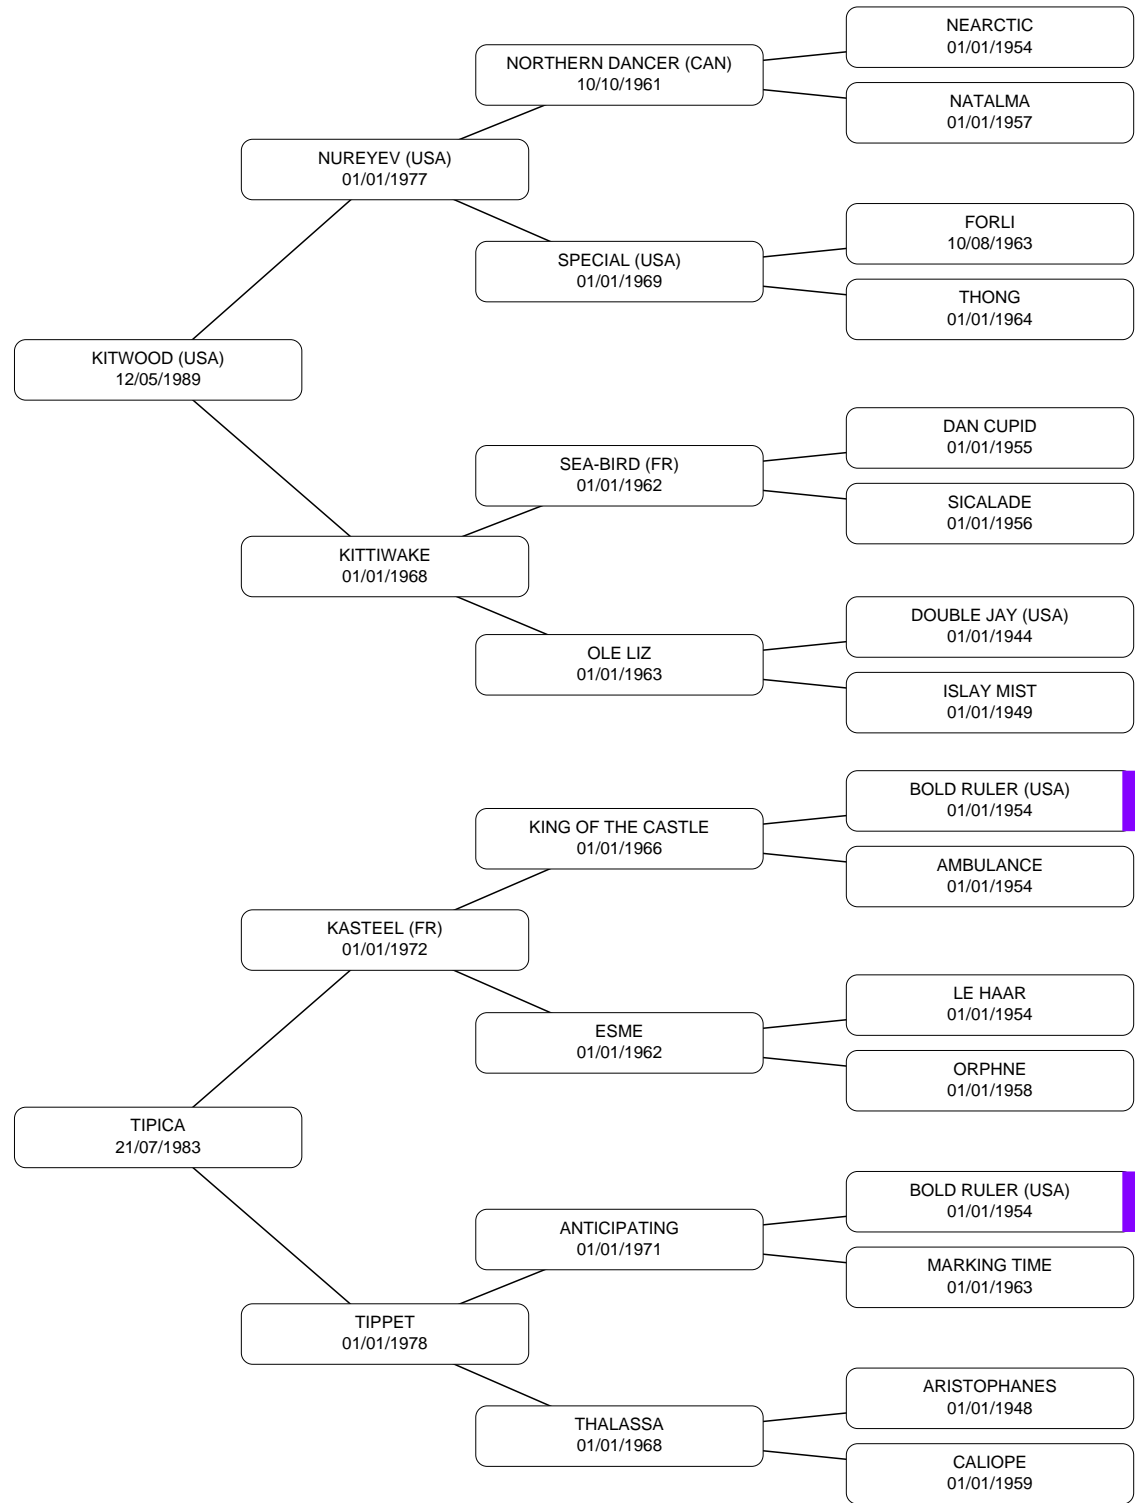 NEARCTIC
01/01/1954
NORTHERN DANCER (CAN)
10/10/1961
NATALMA
01/01/1957
NUREYEV (USA)
01/01/1977
FORLI
10/08/1963
SPECIAL (USA)
01/01/1969
THONG
01/01/1964
KITWOOD (USA)
12/05/1989
DAN CUPID
01/01/1955
SEA-BIRD (FR)
01/01/1962
SICALADE
01/01/1956
KITTIWAKE
01/01/1968
DOUBLE JAY (USA)
01/01/1944
OLE LIZ
01/01/1963
ISLAY MIST
01/01/1949
BOLD RULER (USA)
01/01/1954
KING OF THE CASTLE
01/01/1966
AMBULANCE
01/01/1954
KASTEEL (FR)
01/01/1972
LE HAAR
01/01/1954
ESME
01/01/1962
ORPHNE
01/01/1958
TIPICA
21/07/1983
BOLD RULER (USA)
01/01/1954
ANTICIPATING
01/01/1971
MARKING TIME
01/01/1963
TIPPET
01/01/1978
ARISTOPHANES
01/01/1948
THALASSA
01/01/1968
CALIOPE
01/01/1959